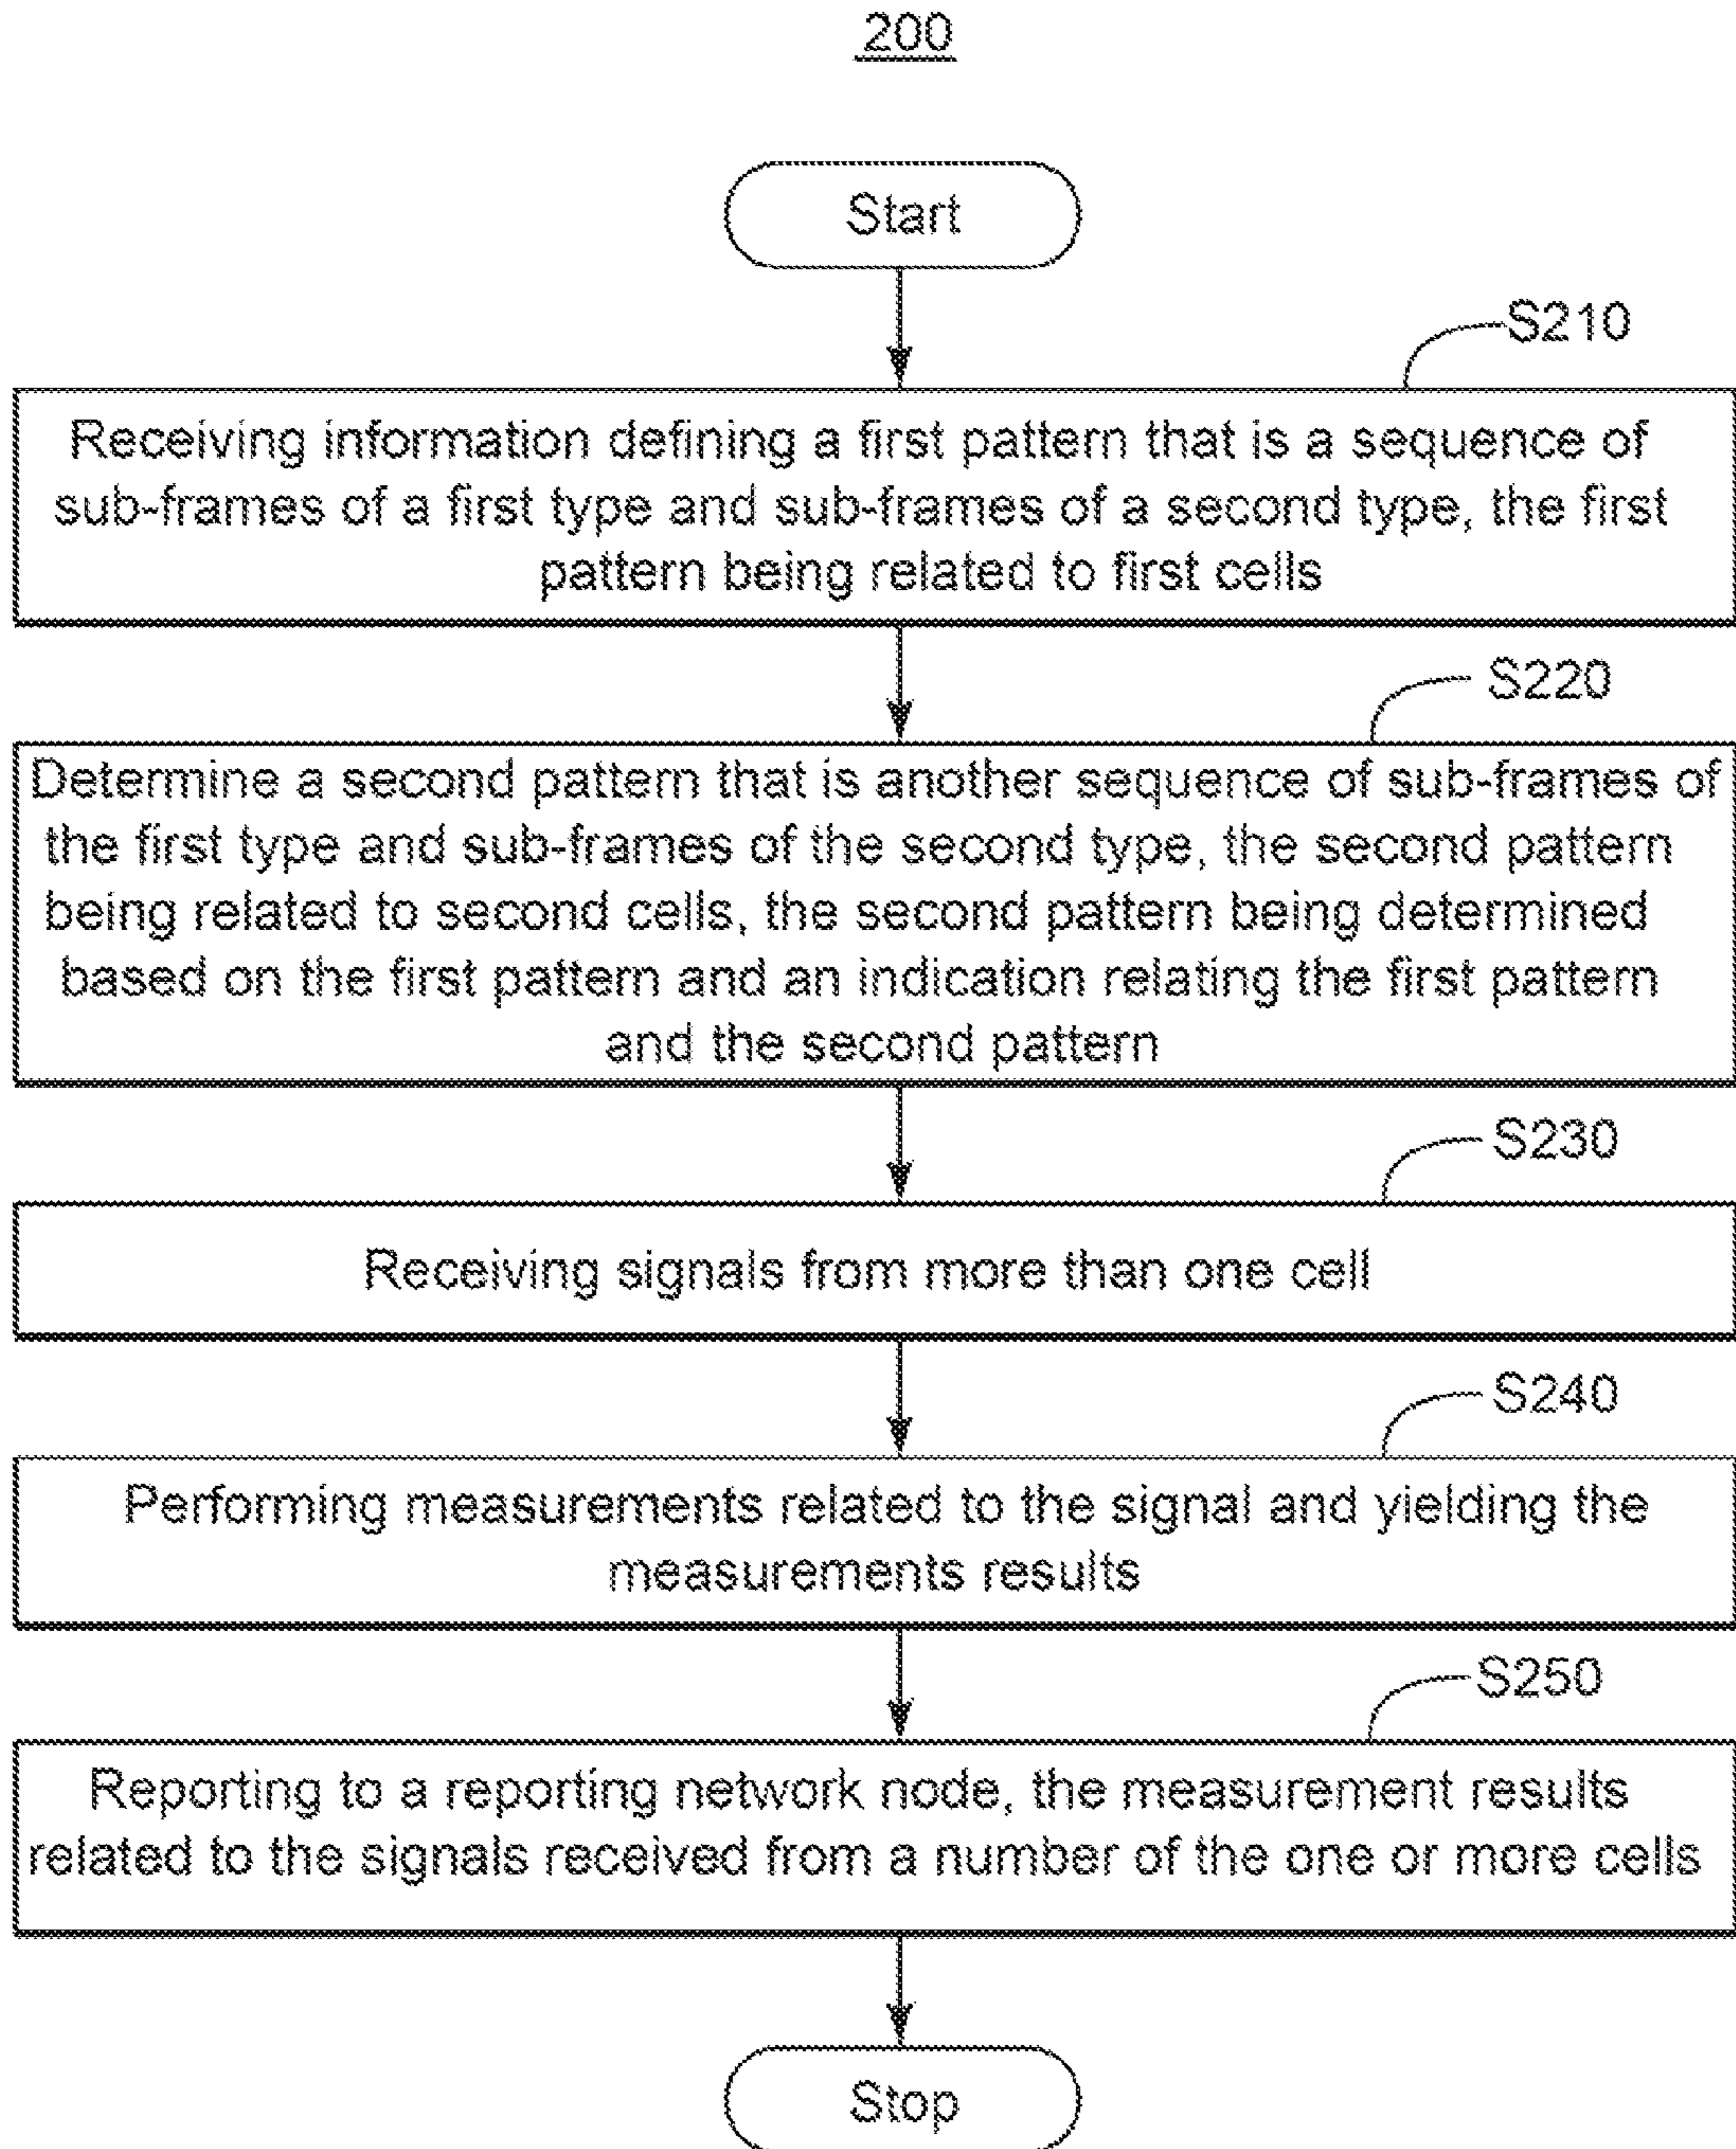 200
Start
S210
Receiving information defining a first pattern that is a sequence of
sub-frames of a first type and sub-frames of a second type, the first
pattern being related to first cells
S220
Determine a second pattern that is another sequence of sub-frames of
the first type and sub-frames of the second type, the second pattern
being related to second cells, the second pattern being determined
based on the first pattern and an indication relating the first pattern
and the second pattern
S230
Receiving signals from more than one cell
S240
Performing measurements related to the signal and yielding the
measurements results
S250
Reporting to a reporting network node, the measurement results
related to the signals received from a number of the one or more cells
Stop